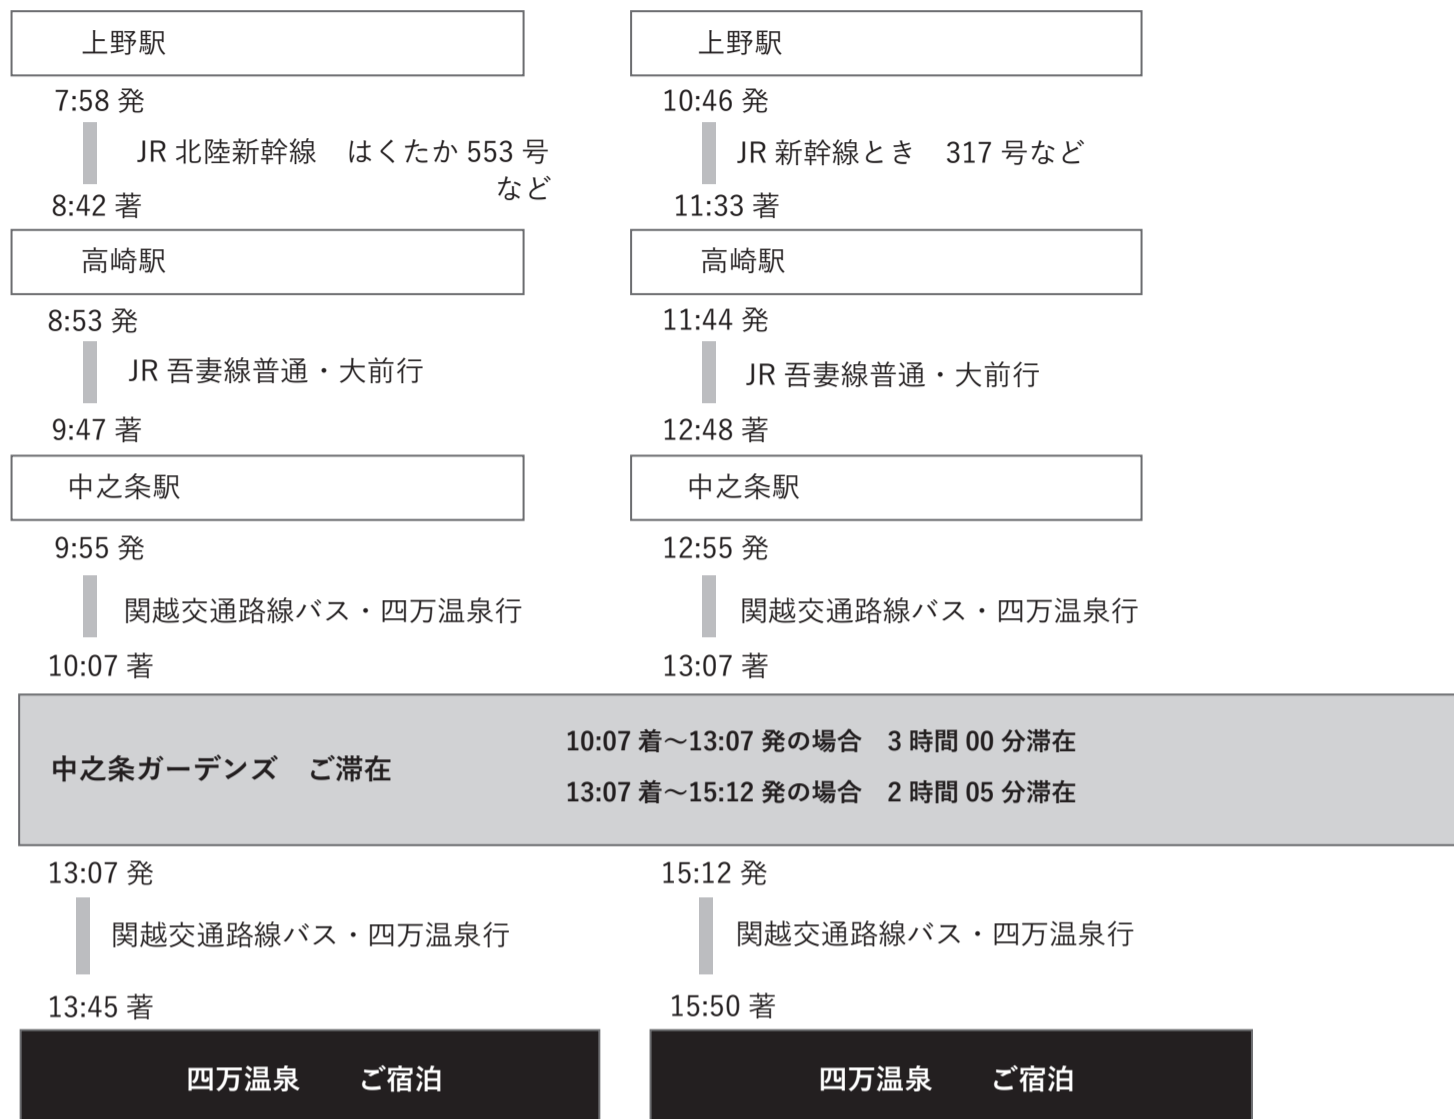 上野駅
7:58 発
JR 北陸新幹線　はくたか 553 号
など
8:42 著
高崎駅
8:53 発
JR 吾妻線普通・大前行
9:47 著
中之条駅
9:55 発
関越交通路線バス・四万温泉行
10:07 著
上野駅
10:46 発
JR 新幹線とき　317 号など
11:33 著
高崎駅
11:44 発
JR 吾妻線普通・大前行
12:48 著
中之条駅
12:55 発
関越交通路線バス・四万温泉行
13:07 著
中之条ガーデンズ　ご滞在
10:07 着～13:07 発の場合　3 時間 00 分滞在
13:07 着～15:12 発の場合　2 時間 05 分滞在
13:07 発
関越交通路線バス・四万温泉行
13:45 著
四万温泉　　ご宿泊
15:12 発
関越交通路線バス・四万温泉行
15:50 著
四万温泉　　ご宿泊